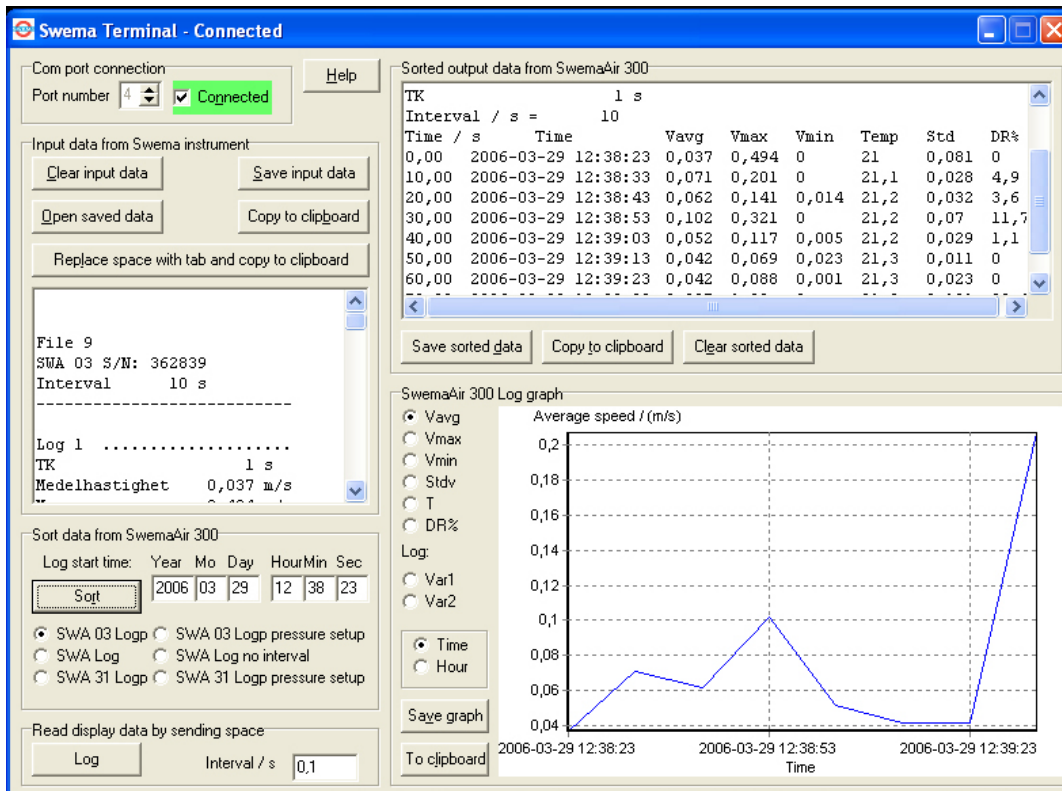 Swema Terminal - Connected
Com port connection
Port number 4 Connected
Help
Input data from Swema instrument
Clear input data Save input data
Open saved data Copy to clipboard
Replace space with tab and copy to clipboard
File 9
SWA 03 S/N: 362839
Interval 10 s
----------------------------
Log 1 ...................
TK 1 s
Medelhastighet 0,037 m/s
Sort data from SwemaAir 300
Log start time: Year Mo Day Hour Min Sec
Sort 2006 03 29 12 38 23
SWA 03 Logp SWA 03 Logp pressure setup
SWA Log SWA Log no interval
SWA 31 Logp SWA 31 Logp pressure setup
Read display data by sending space
Log Interval / s 0,1
Sorted output data from SwemaAir 300
TK 1 s
Interval / s = 10
Time / s Time Vavg Vmax Vmin Temp Std DR%
0,00 2006-03-29 12:38:23 0,037 0,494 0 21 0,081 0
10,00 2006-03-29 12:38:33 0,071 0,201 0 21,1 0,028 4,9
20,00 2006-03-29 12:38:43 0,062 0,141 0,014 21,2 0,032 3,6
30,00 2006-03-29 12:38:53 0,102 0,321 0 21,2 0,07 11,7
40,00 2006-03-29 12:39:03 0,052 0,117 0,005 21,2 0,029 1,1
50,00 2006-03-29 12:39:13 0,042 0,069 0,023 21,3 0,011 0
60,00 2006-03-29 12:39:23 0,042 0,088 0,001 21,3 0,023 0
Save sorted data Copy to clipboard Clear sorted data
SwemaAir 300 Log graph
Vavg
Vmax
Vmin
Stdv
T
DR%
Log:
Var1
Var2
Time
Hour
Save graph
To clipboard
Average speed / (m/s)
0,2
0,18
0,16
0,14
0,12
0,1
0,08
0,06
0,04
2006-03-29 12:38:23 2006-03-29 12:38:53 2006-03-29 12:39:23
Time